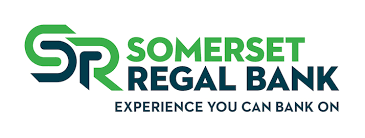 SR SOMERSET
REGAL BANK
EXPERIENCE YOU CAN BANK ON